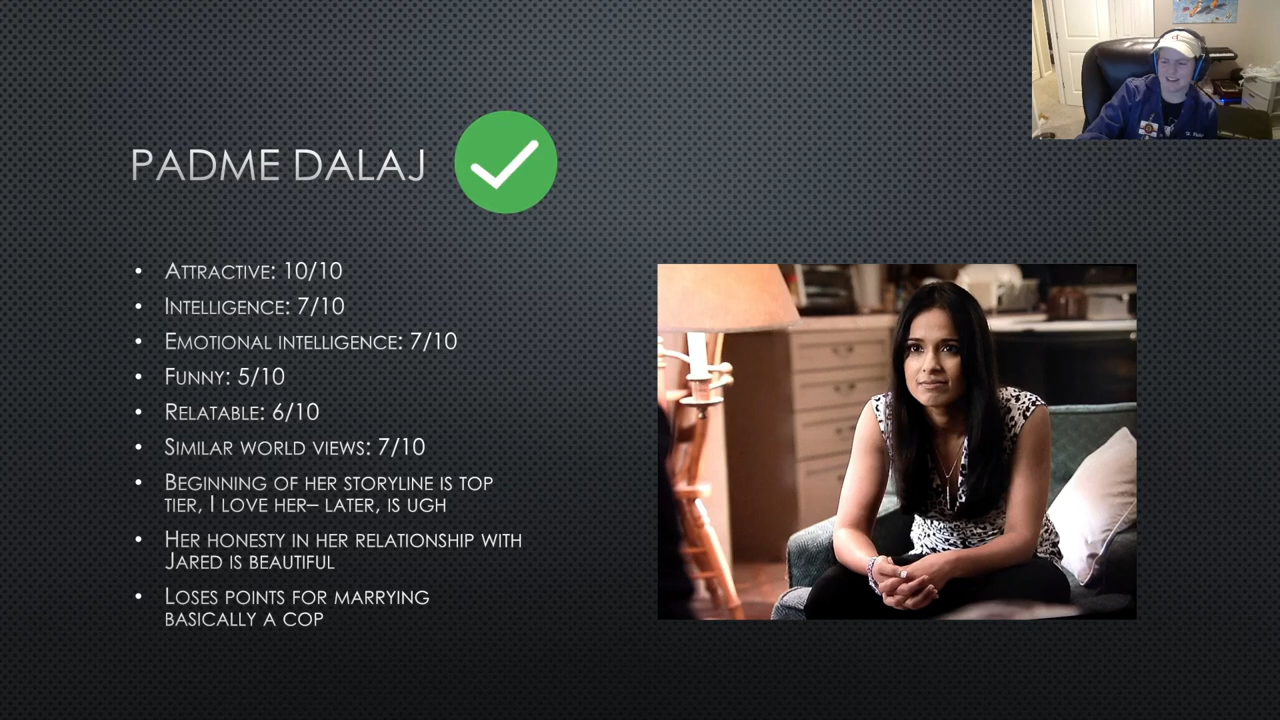 PADME DALAJ
• ATTRACTIVE: 10/10
• INTELLIGENCE: 7/10
• EMOTIONAL INTELLIGENCE: 7/10
• FUNNY: 5/10
• RELATABLE: 6/10
• SIMILAR WORLD VIEWS: 7/10
• BEGINNING OF HER STORYLINE IS TOP
TIER, I LOVE HER– LATER, IS UGH
• HER HONESTY IN HER RELATIONSHIP WITH
JARED IS BEAUTIFUL
• LOSES POINTS FOR MARRYING
BASICALLY A COP